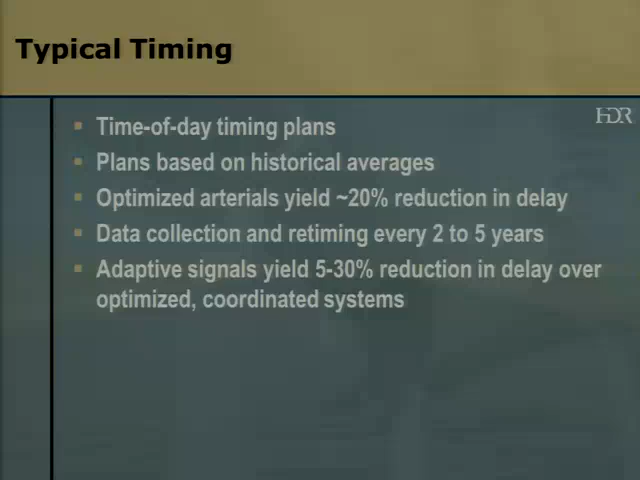 Typical Timing
HDR
Time-of-day timing plans
Plans based on historical averages
Optimized arterials yield ~20% reduction in delay
Data collection and retiming every 2 to 5 years
Adaptive signals yield 5-30% reduction in delay over
optimized, coordinated systems